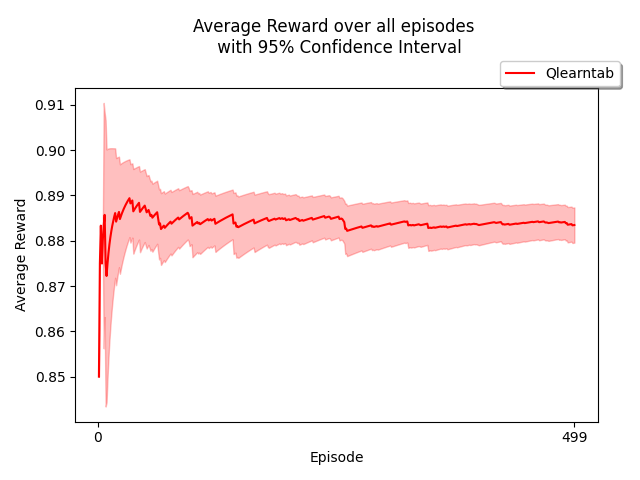 Average Reward over all episodes
with 95% Confidence Interval
Qlearntab
0.91
0.90
0.89
0.88
0.87
0.86
0.85
Average Reward
0
499
Episode